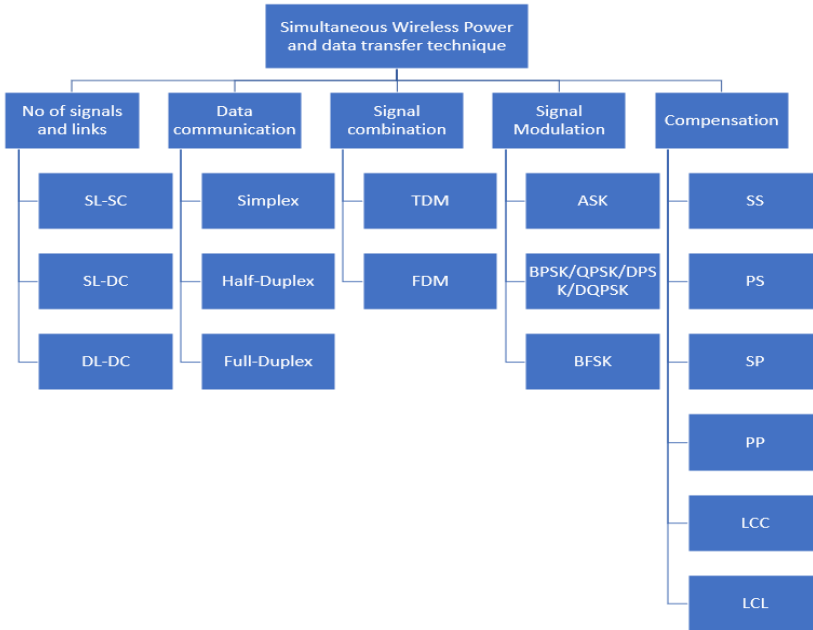 Simultaneous Wireless Power
and data transfer technique
No of signals
and links
SL-SC
SL-DC
DL-DC
Data
communication
Simplex
Half-Duplex
Full-Duplex
Signal
combination
TDM
FDM
Signal
Modulation
ASK
BPSK/QPSK/DPS
K/DQPSK
BFSK
Compensation
SS
PS
SP
PP
LCC
LCL